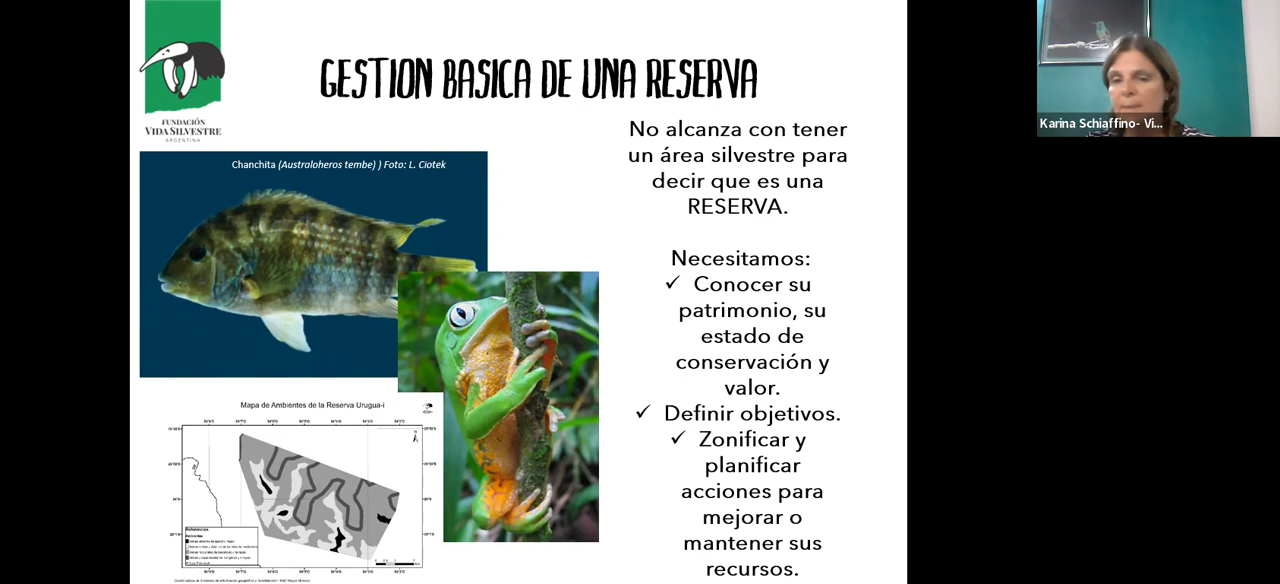 GESTION BASICA DE UNA RESERVA
FUNDACIÓN
VIDA SILVESTRE
ARGENTINA
Karina Schiaffino- Vi...
No alcanza con tener
un área silvestre para
decir que es una
RESERVA.
Necesitamos:
✓ Conocer su
patrimonio, su
estado de
conservación y
valor.
✓ Definir objetivos.
✓ Zonificar y
planificar
acciones para
mejorar o
mantener sus
recursos.
Chanchita (Australoheros tembe) ) Foto: L. Ciotek
Mapa de Ambientes de la Reserva Urugua-í
N
Referencias
Ambientes